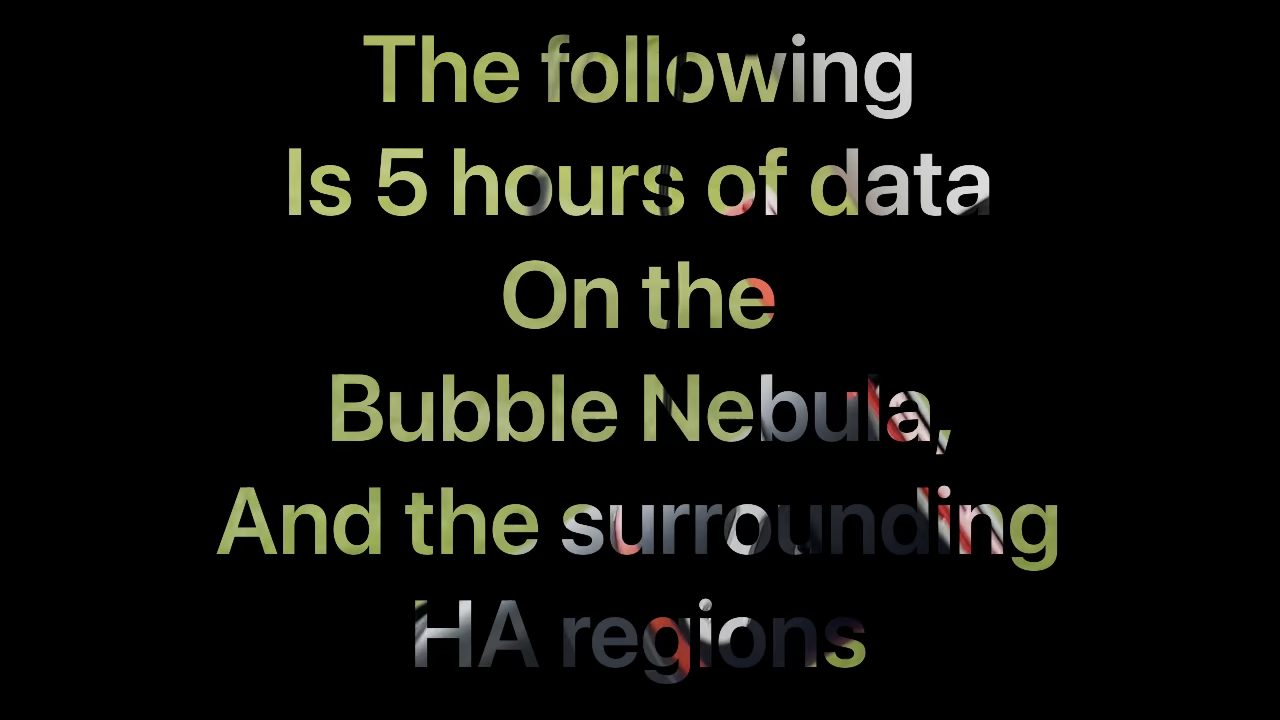 The following
Is 5 hours of data
On the
Bubble Nebula,
And the surrounding
HA regions